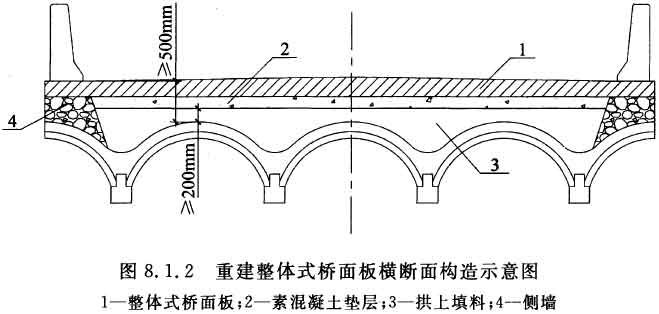 ≥500mm
2
1
4
3
≥200mm
图 8.1.2 重建整体式桥面板横断面构造示意图
1—整体式桥面板;2—素混凝土垫层;3—拱上填料;4—侧墙